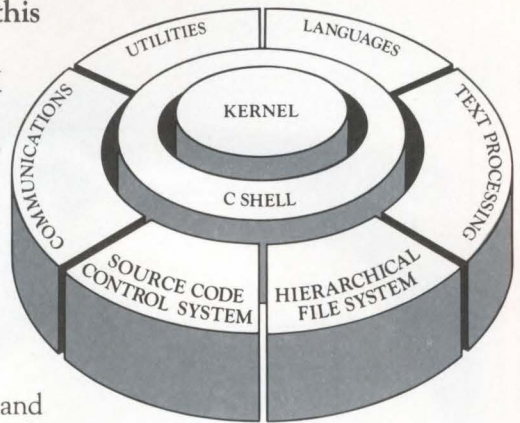 this
UTILITIES
LANGUAGES
COMMUNICATIONS
KERNEL
TEXT PROCESSING
C SHELL
SOURCE CODE
CONTROL SYSTEM
HIERARCHICAL
FILE SYSTEM
and